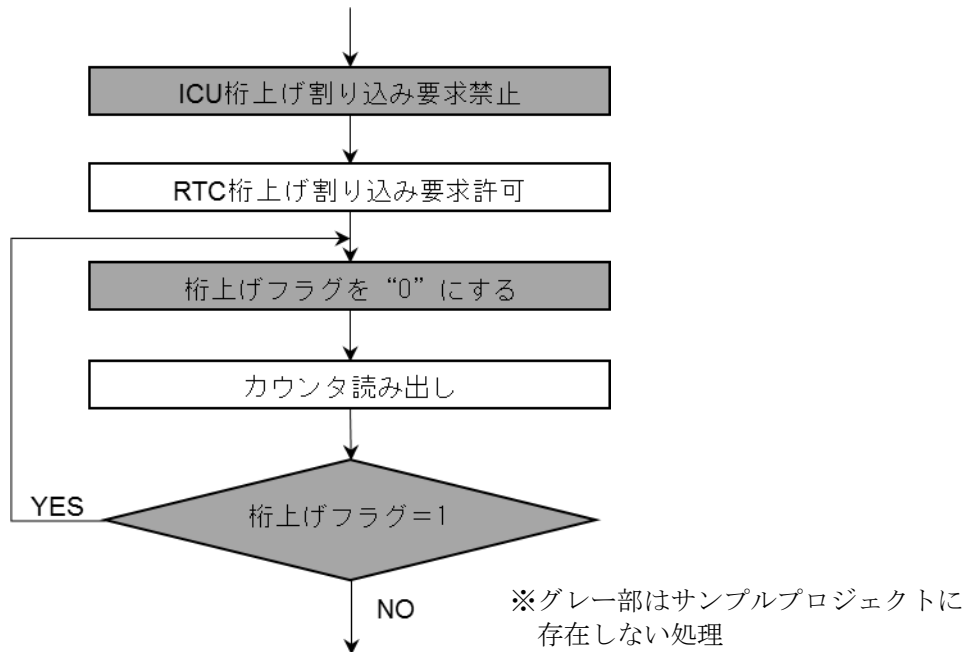 ICU桁上げ割り込み要求禁止
RTC桁上げ割り込み要求許可
桁上げフラグを“0”にする
カウンタ読み出し
桁上げフラグ=1
YES
NO
※グレー部はサンプルプロジェクトに
存在しない処理